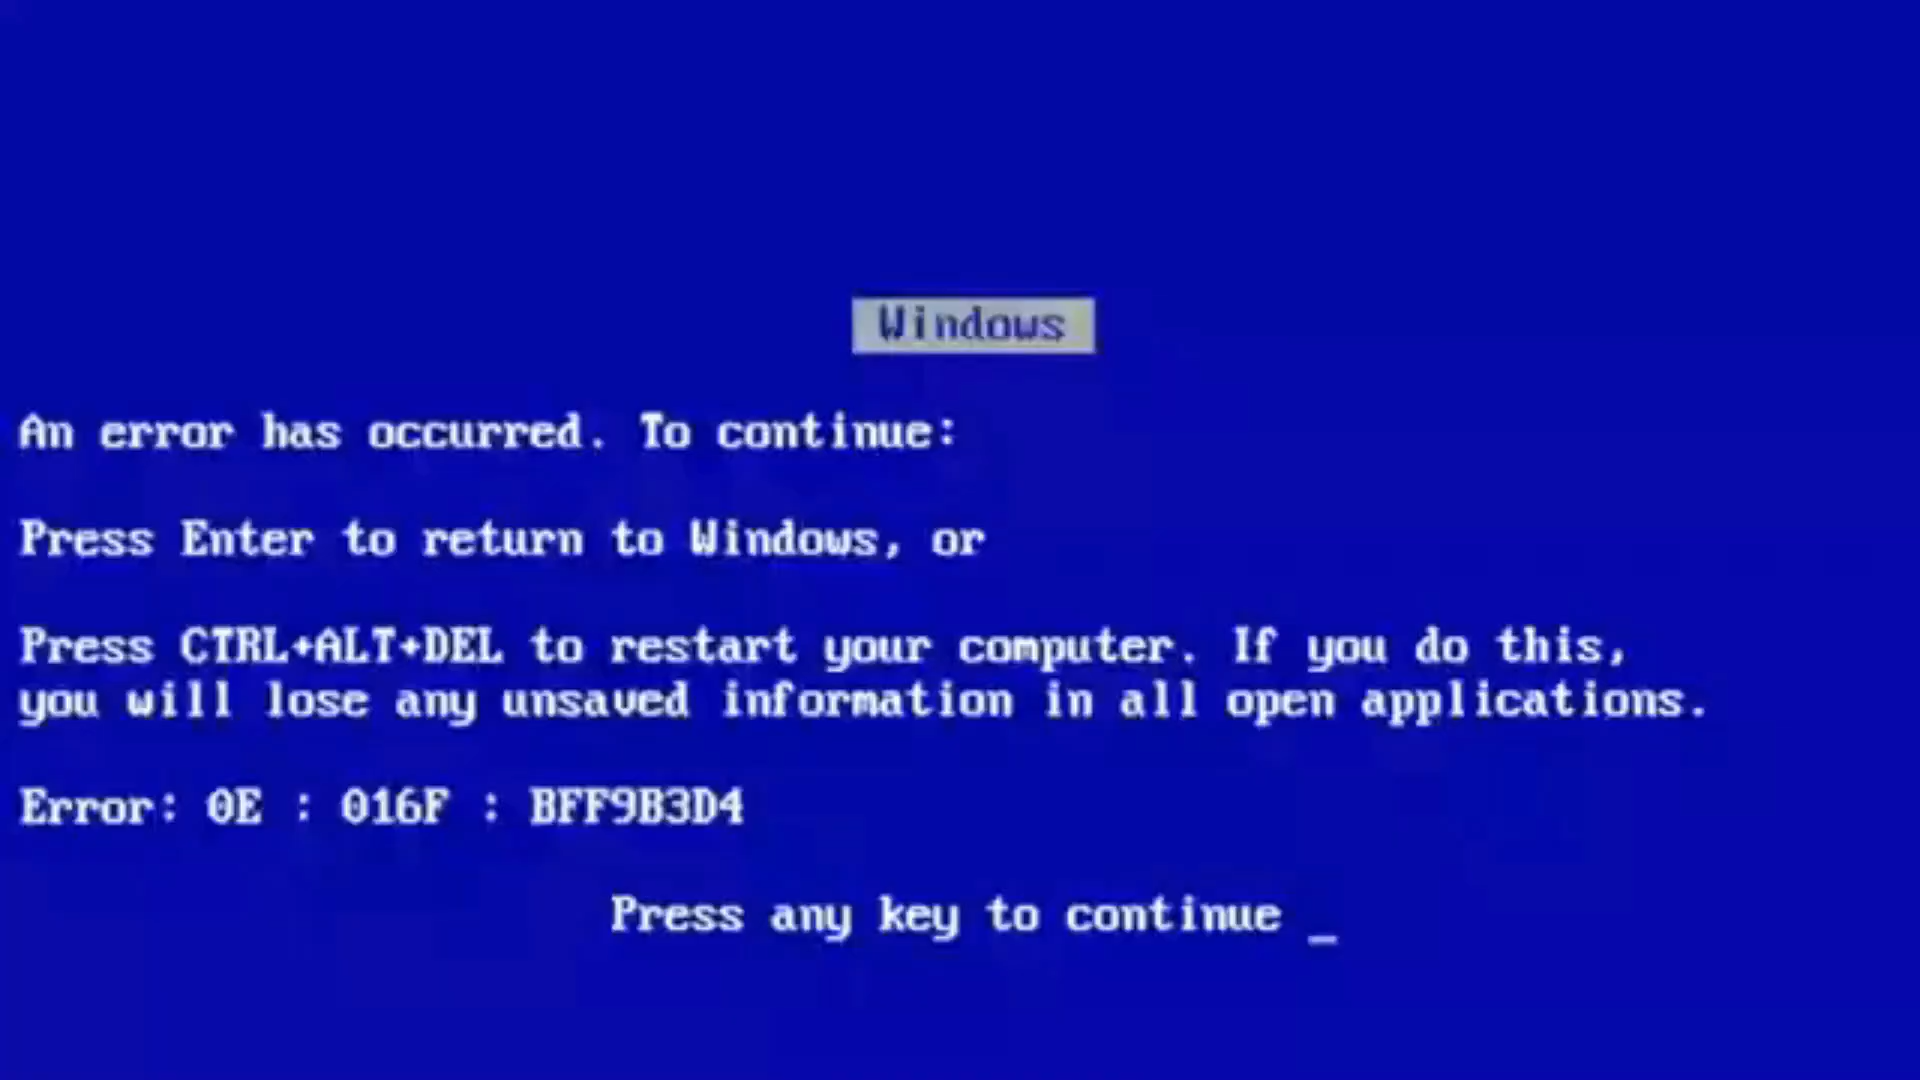 Windows
An error has occurred. To continue:
Press Enter to return to Windows, or
Press CTRL+ALT+DEL to restart your computer. If you do this,
you will lose any unsaved information in all open applications.
Error: 0E : 016F : BFF9B3D4
Press any key to continue _